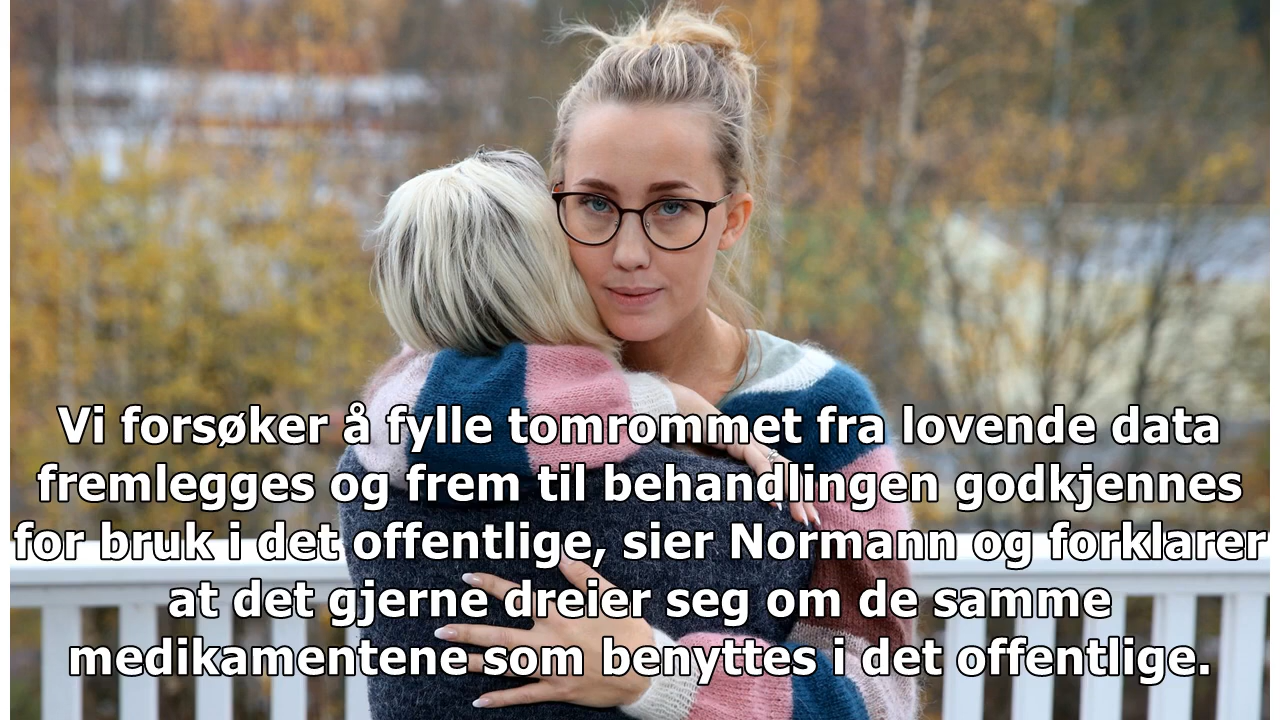 Vi forsøker å fylle tomrommet fra lovende data
fremlegges og frem til behandlingen godkjennes
for bruk i det offentlige, sier Normann og forklarer
at det gjerne dreier seg om de samme
medikamentene som benyttes i det offentlige.